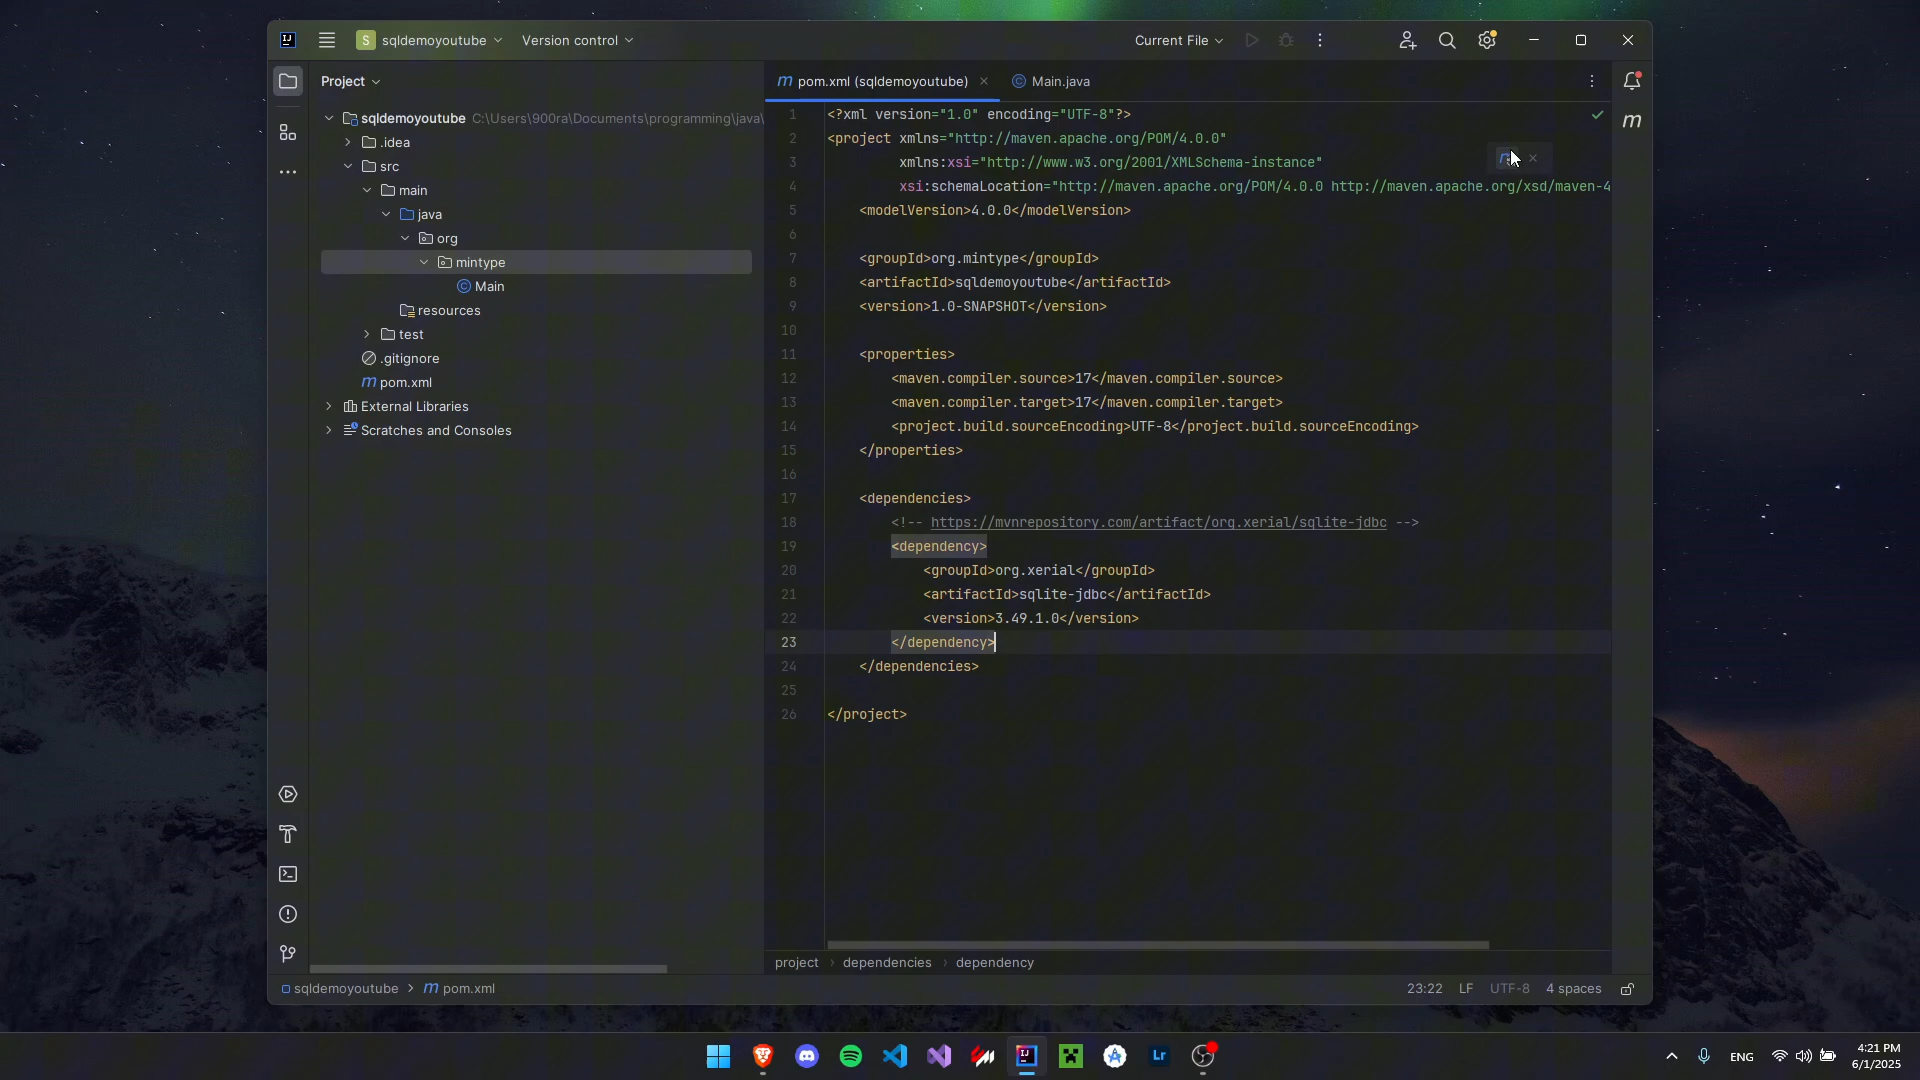 sqldemoyoutube
Version control
Current File
Project
pom.xml (sqldemoyoutube)
Main.java
sqldemoyoutube C:\Users\900ra\Documents\programming\java\
.idea
src
main
java
org
mintype
Main
resources
test
.gitignore
pom.xml
External Libraries
Scratches and Consoles
1 <?xml version="1.0" encoding="UTF-8"?>
2 <project xmlns="http://maven.apache.org/POM/4.0.0"
3 xmlns:xsi="http://www.w3.org/2001/XMLSchema-instance"
4 xsi:schemaLocation="http://maven.apache.org/POM/4.0.0 http://maven.apache.org/xsd/maven-4
5 <modelVersion>4.0.0</modelVersion>
6
7 <groupId>org.mintype</groupId>
8 <artifactId>sqldemoyoutube</artifactId>
9 <version>1.0-SNAPSHOT</version>
10
11 <properties>
12 <maven.compiler.source>17</maven.compiler.source>
13 <maven.compiler.target>17</maven.compiler.target>
14 <project.build.sourceEncoding>UTF-8</project.build.sourceEncoding>
15 </properties>
16
17 <dependencies>
18 <!-- https://mvnrepository.com/artifact/org.xerial/sqlite-jdbc -->
19 <dependency>
20 <groupId>org.xerial</groupId>
21 <artifactId>sqlite-jdbc</artifactId>
22 <version>3.49.1.0</version>
23 </dependency>
24 </dependencies>
25
26 </project>
project › dependencies › dependency
sqldemoyoutube > pom.xml
23:22 LF UTF-8 4 spaces
ENG
4:21 PM
6/1/2025